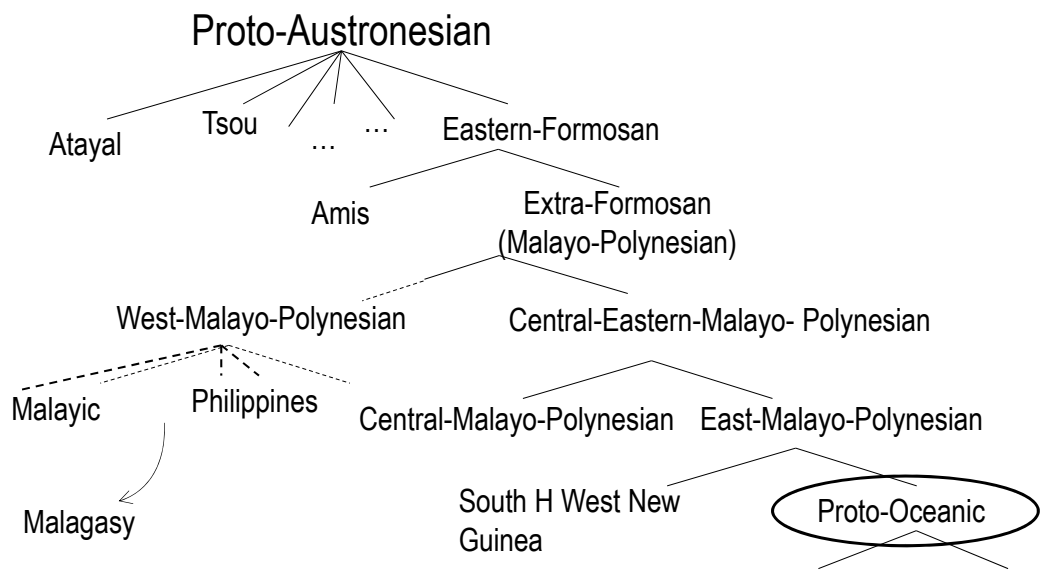 Proto-Austronesian
Atayal
Tsou
…
…
Eastern-Formosan
Amis
Extra-Formosan
(Malayo-Polynesian)
West-Malayo-Polynesian
Central-Eastern-Malayo- Polynesian
Malayic
Philippines
Central-Malayo-Polynesian
East-Malayo-Polynesian
Malagasy
South H West New
Guinea
Proto-Oceanic